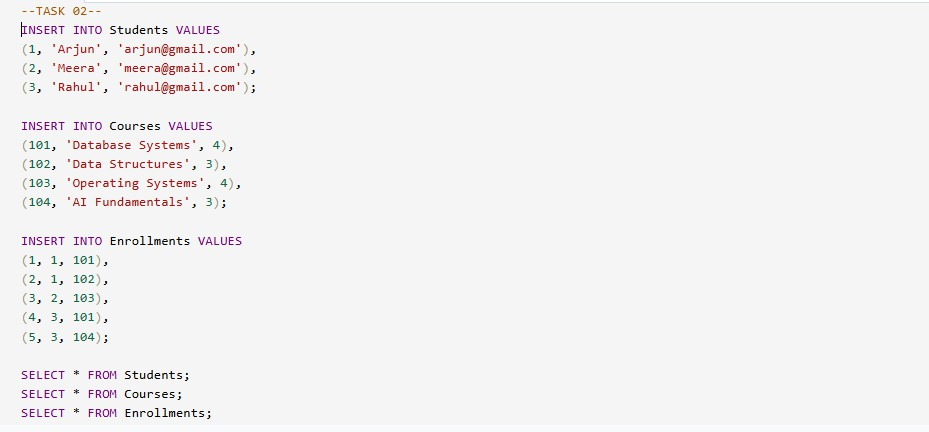 --TASK 02--
INSERT INTO Students VALUES
(1, 'Arjun', 'arjun@gmail.com'),
(2, 'Meera', 'meera@gmail.com'),
(3, 'Rahul', 'rahul@gmail.com');
INSERT INTO Courses VALUES
(101, 'Database Systems', 4),
(102, 'Data Structures', 3),
(103, 'Operating Systems', 4),
(104, 'AI Fundamentals', 3);
INSERT INTO Enrollments VALUES
(1, 1, 101),
(2, 1, 102),
(3, 2, 103),
(4, 3, 101),
(5, 3, 104);
SELECT * FROM Students;
SELECT * FROM Courses;
SELECT * FROM Enrollments;